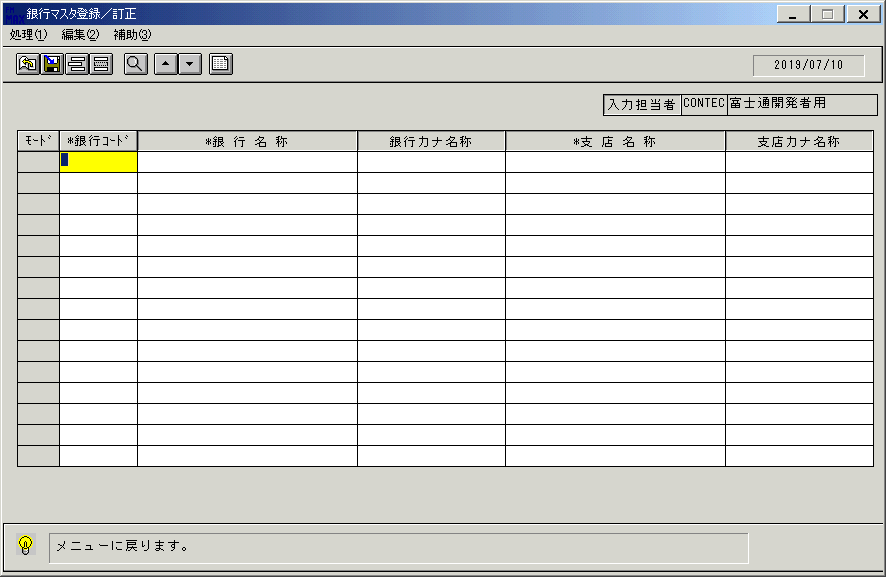 銀行マスタ登録／訂正
処理(1) 編集(2) 補助(3)
2019/07/10
入力担当者 CONTEC 富士通開発者用
ﾓｰﾄﾞ *銀行ｺｰﾄﾞ *銀 行 名 称 銀行カナ名称 *支 店 名 称 支店カナ名称
メニューに戻ります。